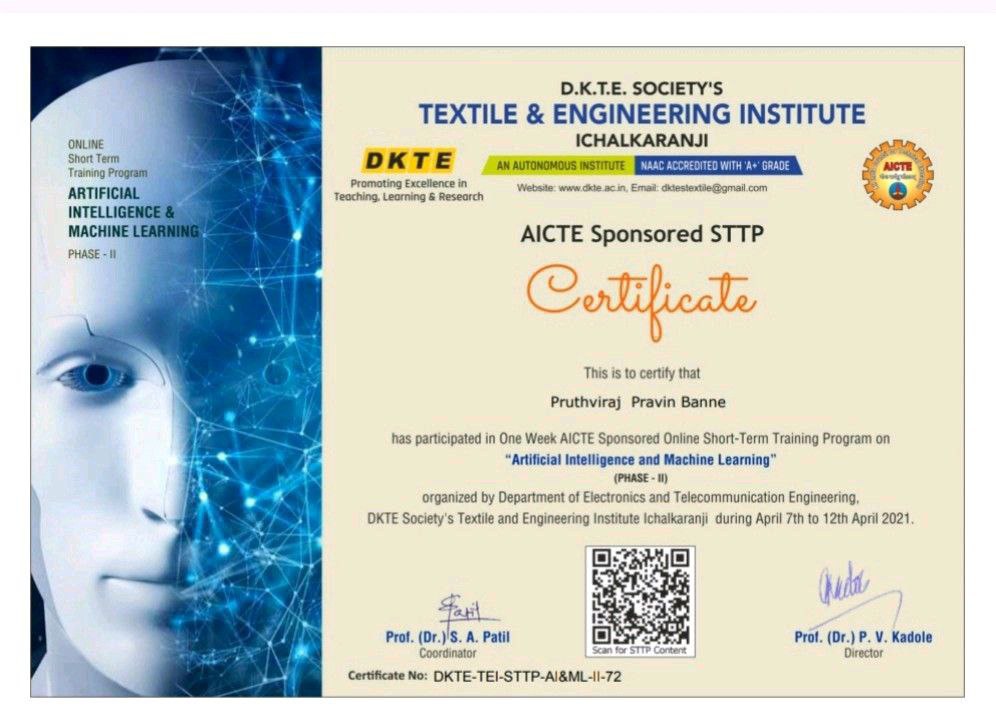 ONLINE
Short Term
Training Program
ARTIFICIAL
INTELLIGENCE &
MACHINE LEARNING
PHASE - II
D.K.T.E. SOCIETY'S
TEXTILE & ENGINEERING INSTITUTE
ICHALKARANJI
DKTE
Promoting Excellence in
Teaching, Learning & Research
AN AUTONOMOUS INSTITUTE NAAC ACCREDITED WITH 'A+' GRADE
Website: www.dkte.ac.in, Email: dktestextile@gmail.com
AICTE
AICTE Sponsored STTP
Certificate
This is to certify that
Pruthviraj Pravin Banne
has participated in One Week AICTE Sponsored Online Short-Term Training Program on
“Artificial Intelligence and Machine Learning”
(PHASE - II)
organized by Department of Electronics and Telecommunication Engineering,
DKTE Society's Textile and Engineering Institute Ichalkaranji during April 7th to 12th April 2021.
Prof. (Dr.) S. A. Patil
Coordinator
Scan for STTP Content
Prof. (Dr.) P. V. Kadole
Director
Certificate No: DKTE-TEI-STTP-AI&ML-II-72